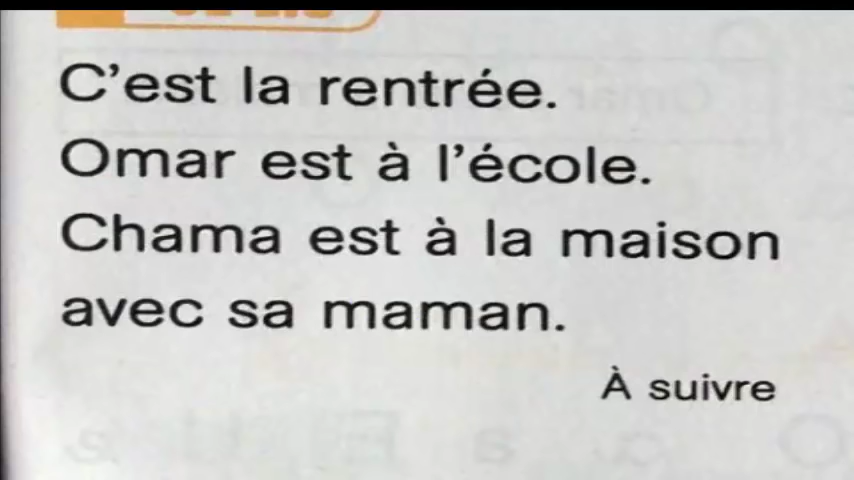 C'est la rentrée.
Omar est à l'école.
Chama est à la maison
avec sa maman.
À suivre